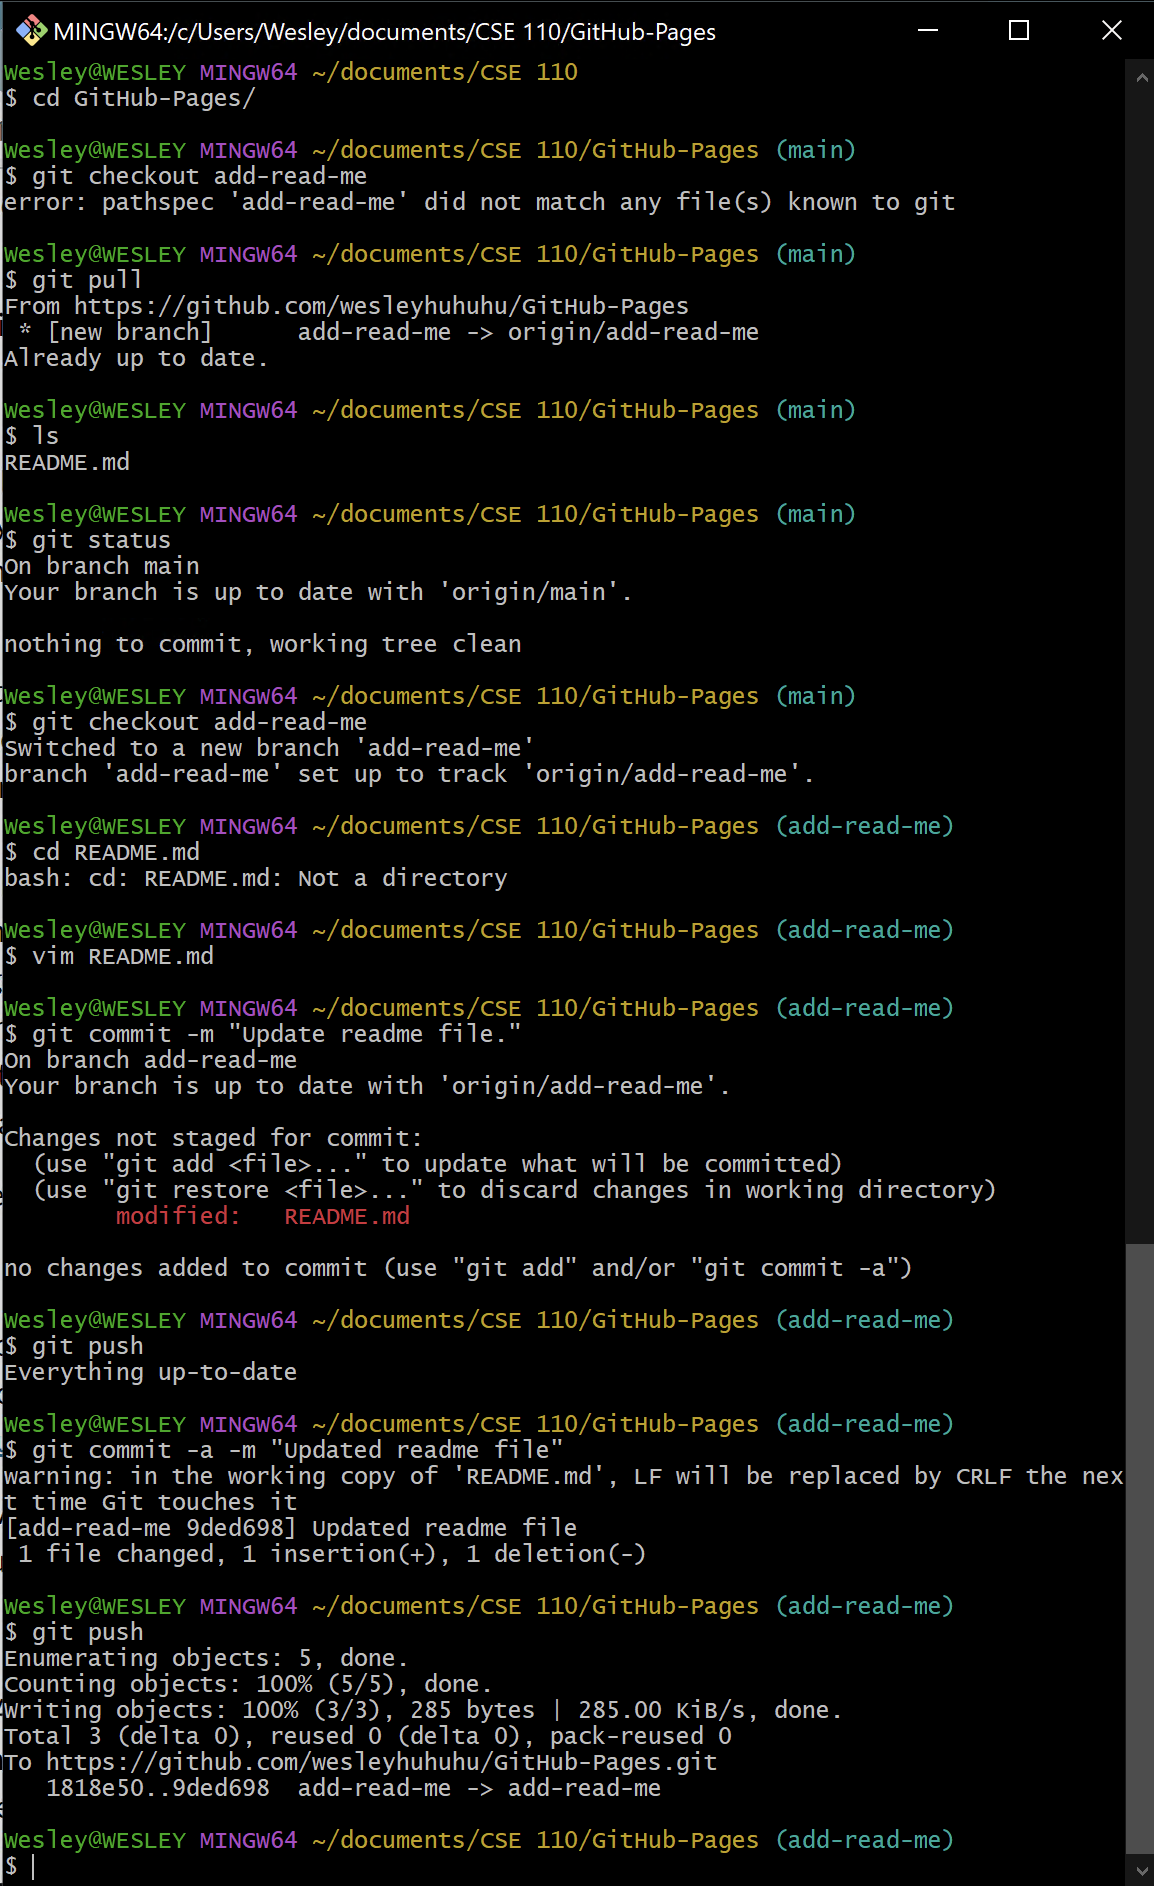 MINGW64:/c/Users/Wesley/documents/CSE 110/GitHub-Pages
Wesley@WESLEY MINGW64 ~/documents/CSE 110
$ cd GitHub-Pages/
Wesley@WESLEY MINGW64 ~/documents/CSE 110/GitHub-Pages (main)
$ git checkout add-read-me
error: pathspec 'add-read-me' did not match any file(s) known to git
Wesley@WESLEY MINGW64 ~/documents/CSE 110/GitHub-Pages (main)
$ git pull
From https://github.com/wesleyhuhuhu/GitHub-Pages
 * [new branch]      add-read-me -> origin/add-read-me
Already up to date.
Wesley@WESLEY MINGW64 ~/documents/CSE 110/GitHub-Pages (main)
$ ls
README.md
Wesley@WESLEY MINGW64 ~/documents/CSE 110/GitHub-Pages (main)
$ git status
On branch main
Your branch is up to date with 'origin/main'.
nothing to commit, working tree clean
Wesley@WESLEY MINGW64 ~/documents/CSE 110/GitHub-Pages (main)
$ git checkout add-read-me
Switched to a new branch 'add-read-me'
branch 'add-read-me' set up to track 'origin/add-read-me'.
Wesley@WESLEY MINGW64 ~/documents/CSE 110/GitHub-Pages (add-read-me)
$ cd README.md
bash: cd: README.md: Not a directory
Wesley@WESLEY MINGW64 ~/documents/CSE 110/GitHub-Pages (add-read-me)
$ vim README.md
Wesley@WESLEY MINGW64 ~/documents/CSE 110/GitHub-Pages (add-read-me)
$ git commit -m "Update readme file."
On branch add-read-me
Your branch is up to date with 'origin/add-read-me'.
Changes not staged for commit:
  (use "git add <file>..." to update what will be committed)
  (use "git restore <file>..." to discard changes in working directory)
        modified:   README.md
no changes added to commit (use "git add" and/or "git commit -a")
Wesley@WESLEY MINGW64 ~/documents/CSE 110/GitHub-Pages (add-read-me)
$ git push
Everything up-to-date
Wesley@WESLEY MINGW64 ~/documents/CSE 110/GitHub-Pages (add-read-me)
$ git commit -a -m "Updated readme file"
warning: in the working copy of 'README.md', LF will be replaced by CRLF the nex
t time Git touches it
[add-read-me 9ded698] Updated readme file
 1 file changed, 1 insertion(+), 1 deletion(-)
Wesley@WESLEY MINGW64 ~/documents/CSE 110/GitHub-Pages (add-read-me)
$ git push
Enumerating objects: 5, done.
Counting objects: 100% (5/5), done.
Writing objects: 100% (3/3), 285 bytes | 285.00 KiB/s, done.
Total 3 (delta 0), reused 0 (delta 0), pack-reused 0
To https://github.com/wesleyhuhuhu/GitHub-Pages.git
   1818e50..9ded698  add-read-me -> add-read-me
Wesley@WESLEY MINGW64 ~/documents/CSE 110/GitHub-Pages (add-read-me)
$